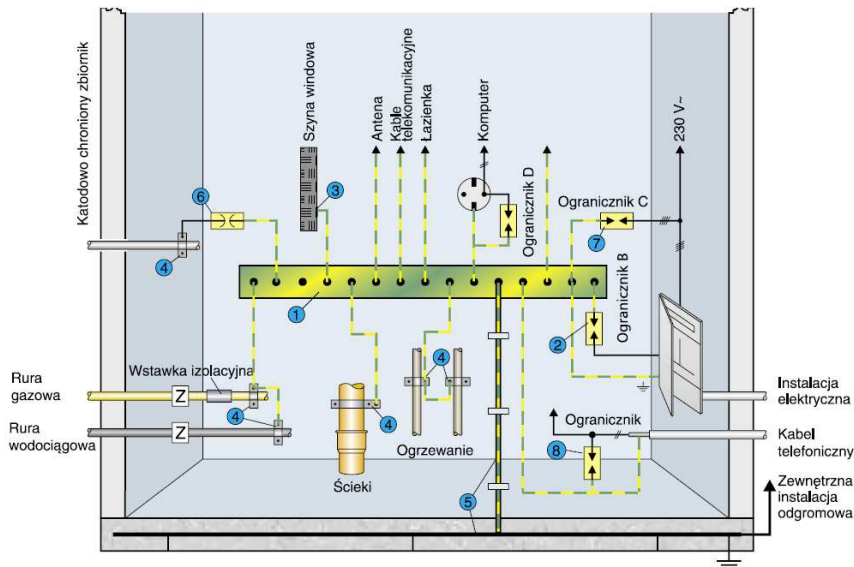 Katodowo chroniony zbiornik
Szyna windowa
Antena
Kable
telekomunikacyjne
Łazienka
Komputer
Ogranicznik D
230 V~
Ogranicznik C
6
3
7
4
1
Ogranicznik B
2
Wstawka izolacyjna
4
Rura
gazowa
Z
4
4
Instalacja
elektryczna
Rura
wodociągowa
Z
Ogrzewanie
Ogranicznik
8
Kabel
telefoniczny
Ścieki
5
Zewnętrzna
instalacja
odgromowa